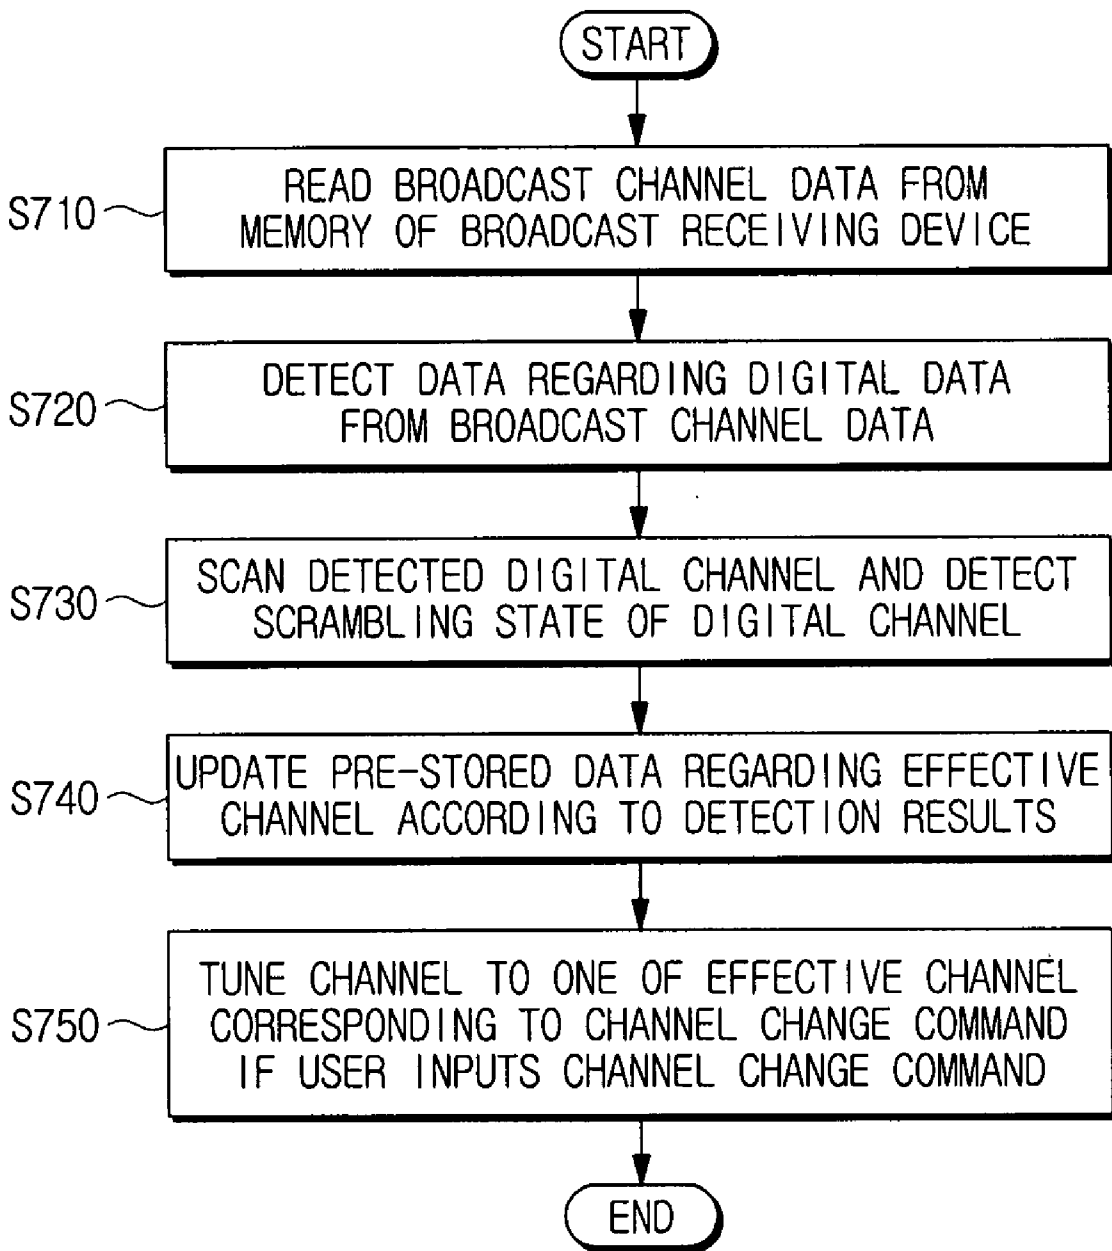 START
S710
READ BROADCAST CHANNEL DATA FROM
MEMORY OF BROADCAST RECEIVING DEVICE
S720
DETECT DATA REGARDING DIGITAL DATA
FROM BROADCAST CHANNEL DATA
S730
SCAN DETECTED DIGITAL CHANNEL AND DETECT
SCRAMBLING STATE OF DIGITAL CHANNEL
S740
UPDATE PRE-STORED DATA REGARDING EFFECTIVE
CHANNEL ACCORDING TO DETECTION RESULTS
S750
TUNE CHANNEL TO ONE OF EFFECTIVE CHANNEL
CORRESPONDING TO CHANNEL CHANGE COMMAND
IF USER INPUTS CHANNEL CHANGE COMMAND
END